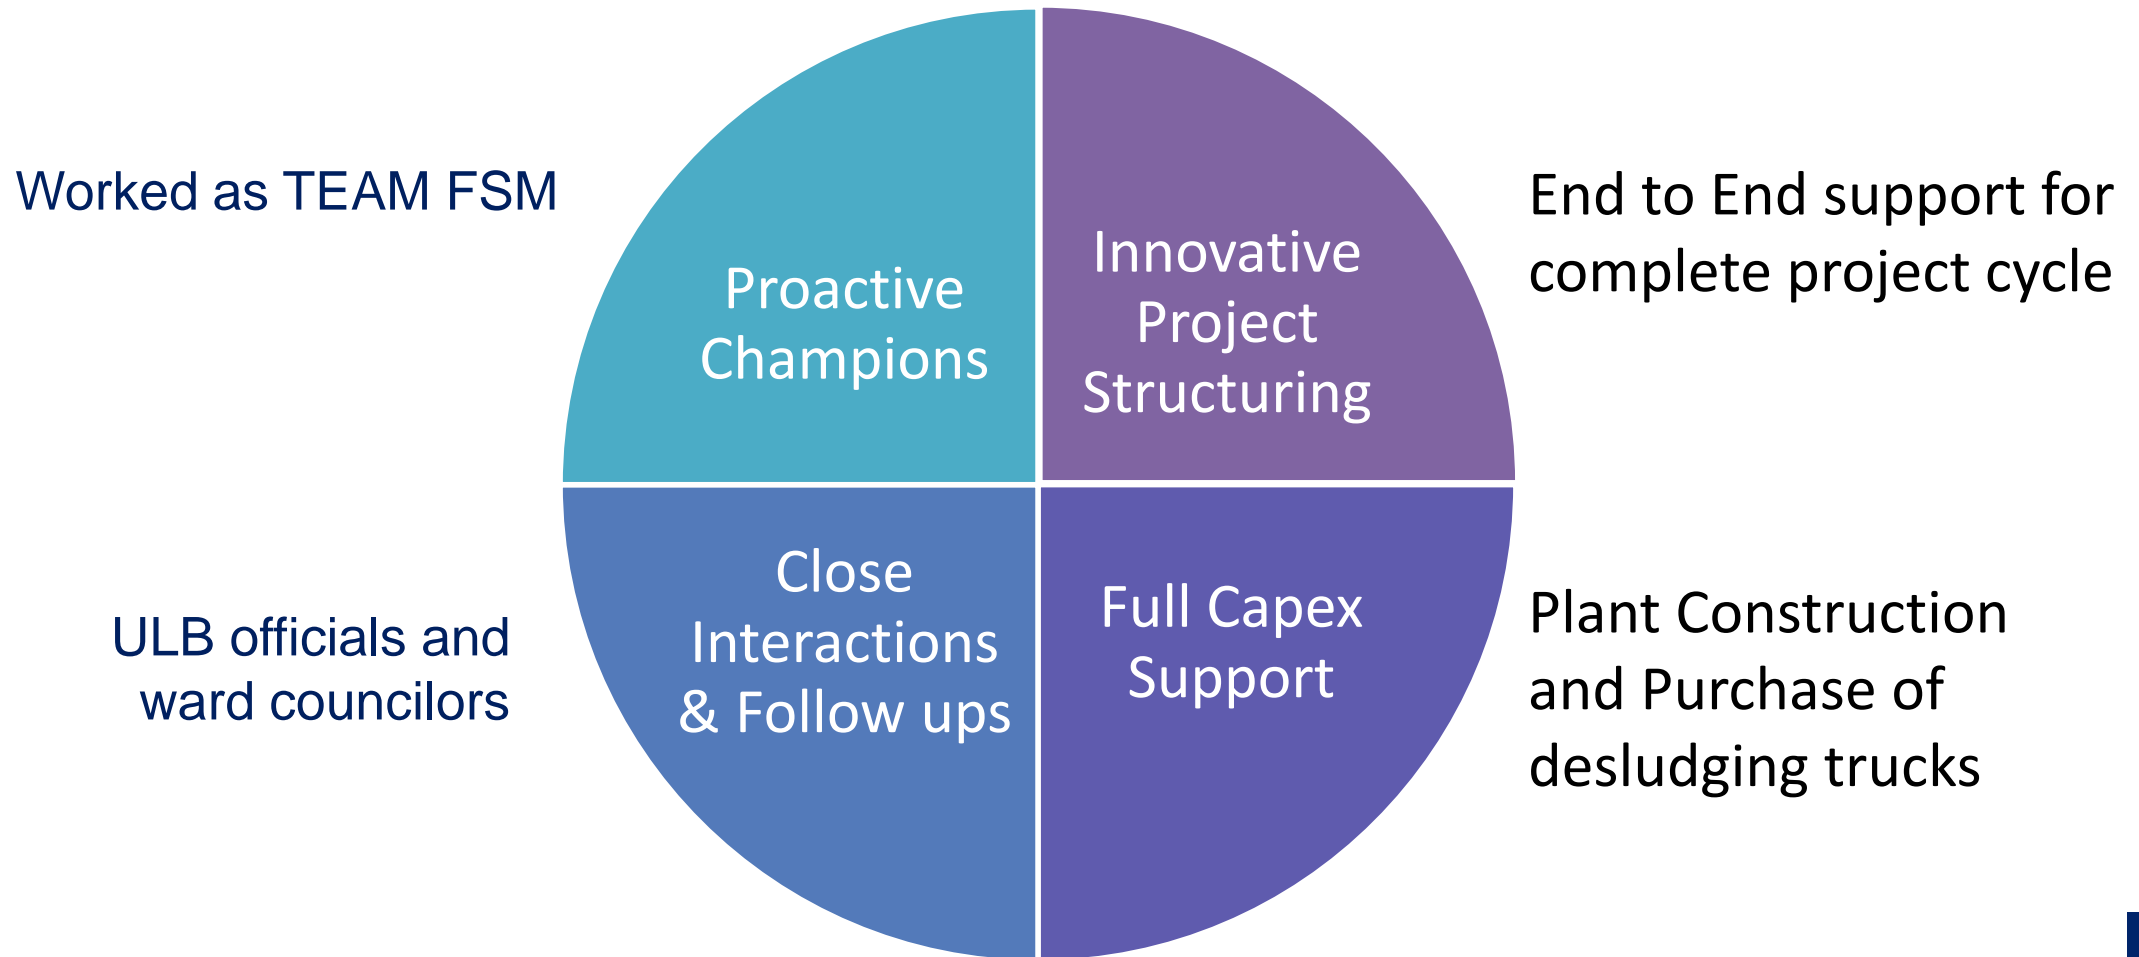 Worked as TEAM FSM
Proactive
Champions
Innovative
Project
Structuring
End to End support for
complete project cycle
ULB officials and
ward councilors
Close
Interactions
& Follow ups
Full Capex
Support
Plant Construction
and Purchase of
desludging trucks